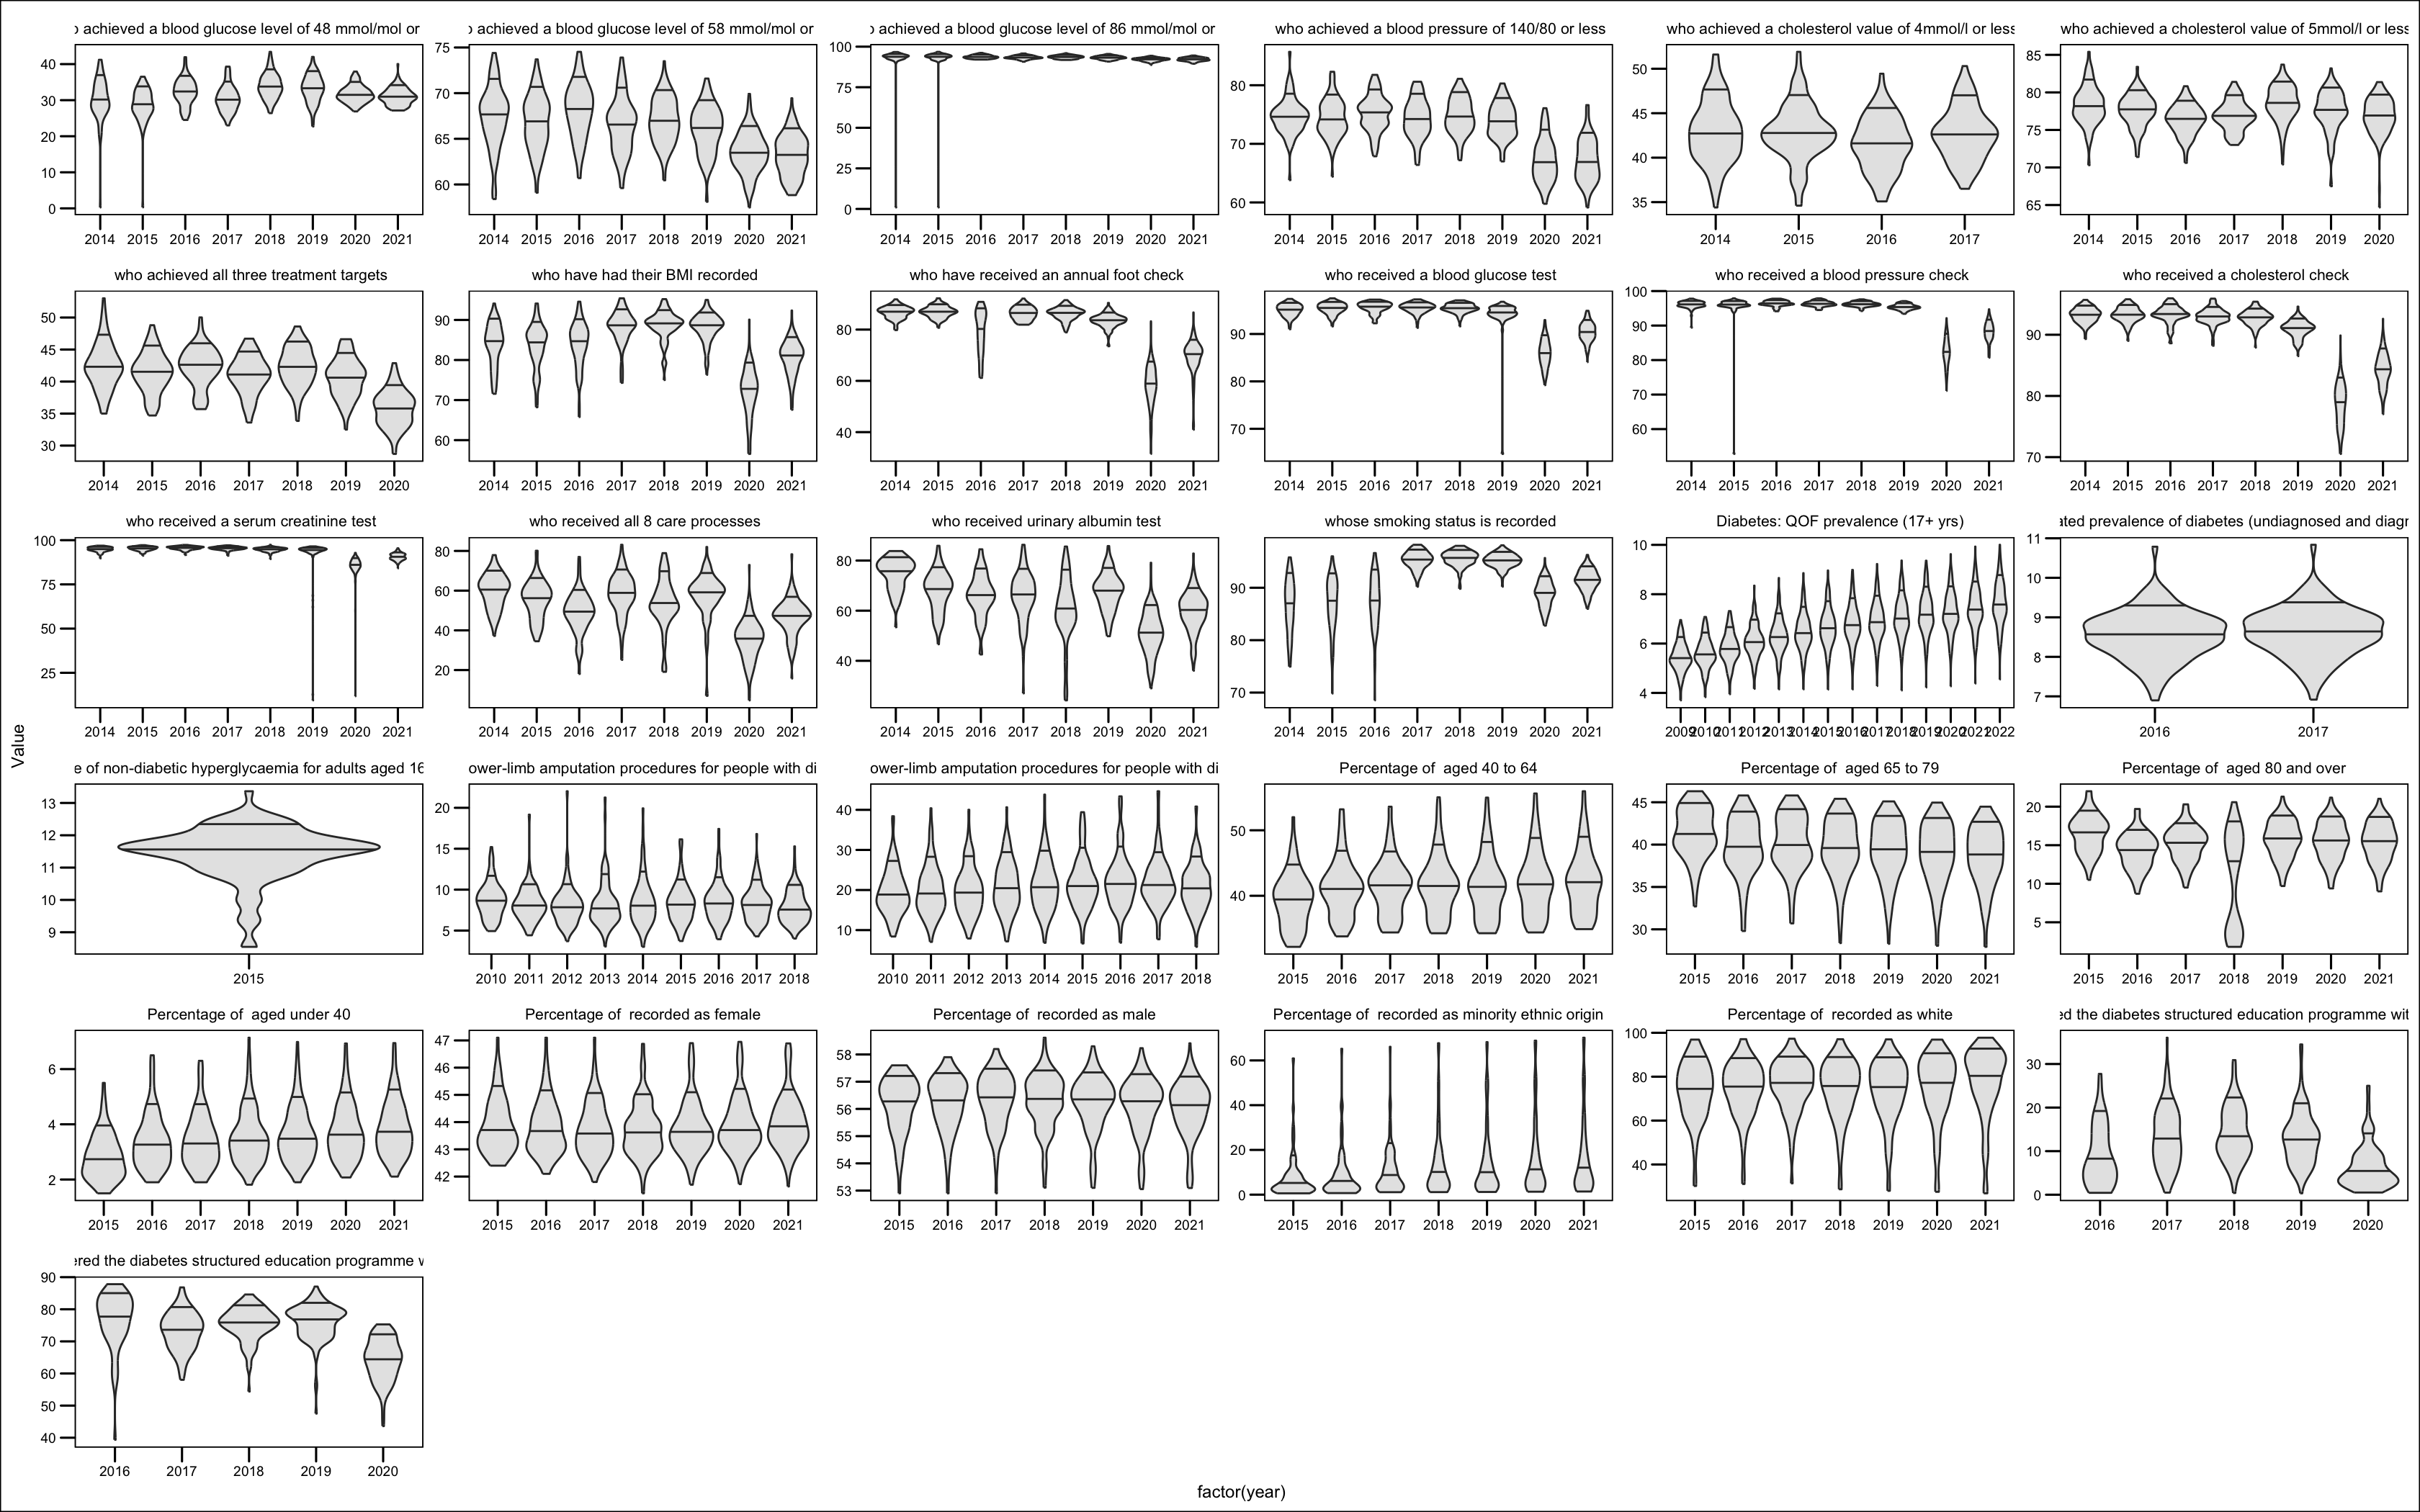 achieved a blood glucose level of 48 mmol/mol or
40
30
20
10
0
2014 2015 2016 2017 2018 2019 2020 2021
achieved a blood glucose level of 58 mmol/mol or
75
70
65
60
2014 2015 2016 2017 2018 2019 2020 2021
achieved a blood glucose level of 86 mmol/mol or
100
75
50
25
0
2014 2015 2016 2017 2018 2019 2020 2021
who achieved a blood pressure of 140/80 or less
80
70
60
2014 2015 2016 2017 2018 2019 2020 2021
who achieved a cholesterol value of 4mmol/l or less
50
45
40
35
2014 2015 2016 2017
who achieved a cholesterol value of 5mmol/l or less
85
80
75
70
65
2014 2015 2016 2017 2018 2019 2020
who achieved all three treatment targets
50
45
40
35
30
2014 2015 2016 2017 2018 2019 2020
who have had their BMI recorded
90
80
70
60
2014 2015 2016 2017 2018 2019 2020 2021
who have received an annual foot check
80
60
40
2014 2015 2016 2017 2018 2019 2020 2021
who received a blood glucose test
90
80
70
2014 2015 2016 2017 2018 2019 2020 2021
who received a blood pressure check
100
90
80
70
60
2014 2015 2016 2017 2018 2019 2020 2021
who received a cholesterol check
90
80
70
2014 2015 2016 2017 2018 2019 2020 2021
who received a serum creatinine test
100
75
50
25
2014 2015 2016 2017 2018 2019 2020 2021
who received all 8 care processes
80
60
40
20
2014 2015 2016 2017 2018 2019 2020 2021
who received urinary albumin test
80
60
40
2014 2015 2016 2017 2018 2019 2020 2021
whose smoking status is recorded
90
80
70
2014 2015 2016 2017 2018 2019 2020 2021
Diabetes: QOF prevalence (17+ yrs)
10
8
6
4
2009 2010 2011 2012 2013 2014 2015 2016 2017 2018 2019 2020 2021 2022
ated prevalence of diabetes (undiagnosed and diagn
11
10
9
8
7
2016 2017
Value
e of non-diabetic hyperglycaemia for adults aged 16
13
12
11
10
9
2015
ower-limb amputation procedures for people with di
20
15
10
5
2010 2011 2012 2013 2014 2015 2016 2017 2018
ower-limb amputation procedures for people with di
40
30
20
10
2010 2011 2012 2013 2014 2015 2016 2017 2018
Percentage of  aged 40 to 64
50
40
2015 2016 2017 2018 2019 2020 2021
Percentage of  aged 65 to 79
45
40
35
30
2015 2016 2017 2018 2019 2020 2021
Percentage of  aged 80 and over
20
15
10
5
2015 2016 2017 2018 2019 2020 2021
Percentage of  aged under 40
6
4
2
2015 2016 2017 2018 2019 2020 2021
Percentage of  recorded as female
47
46
45
44
43
42
2015 2016 2017 2018 2019 2020 2021
Percentage of  recorded as male
58
57
56
55
54
53
2015 2016 2017 2018 2019 2020 2021
Percentage of  recorded as minority ethnic origin
60
40
20
0
2015 2016 2017 2018 2019 2020 2021
Percentage of  recorded as white
100
80
60
40
2015 2016 2017 2018 2019 2020 2021
ed the diabetes structured education programme wit
30
20
10
0
2016 2017 2018 2019 2020
ered the diabetes structured education programme w
90
80
70
60
50
40
2016 2017 2018 2019 2020
factor(year)